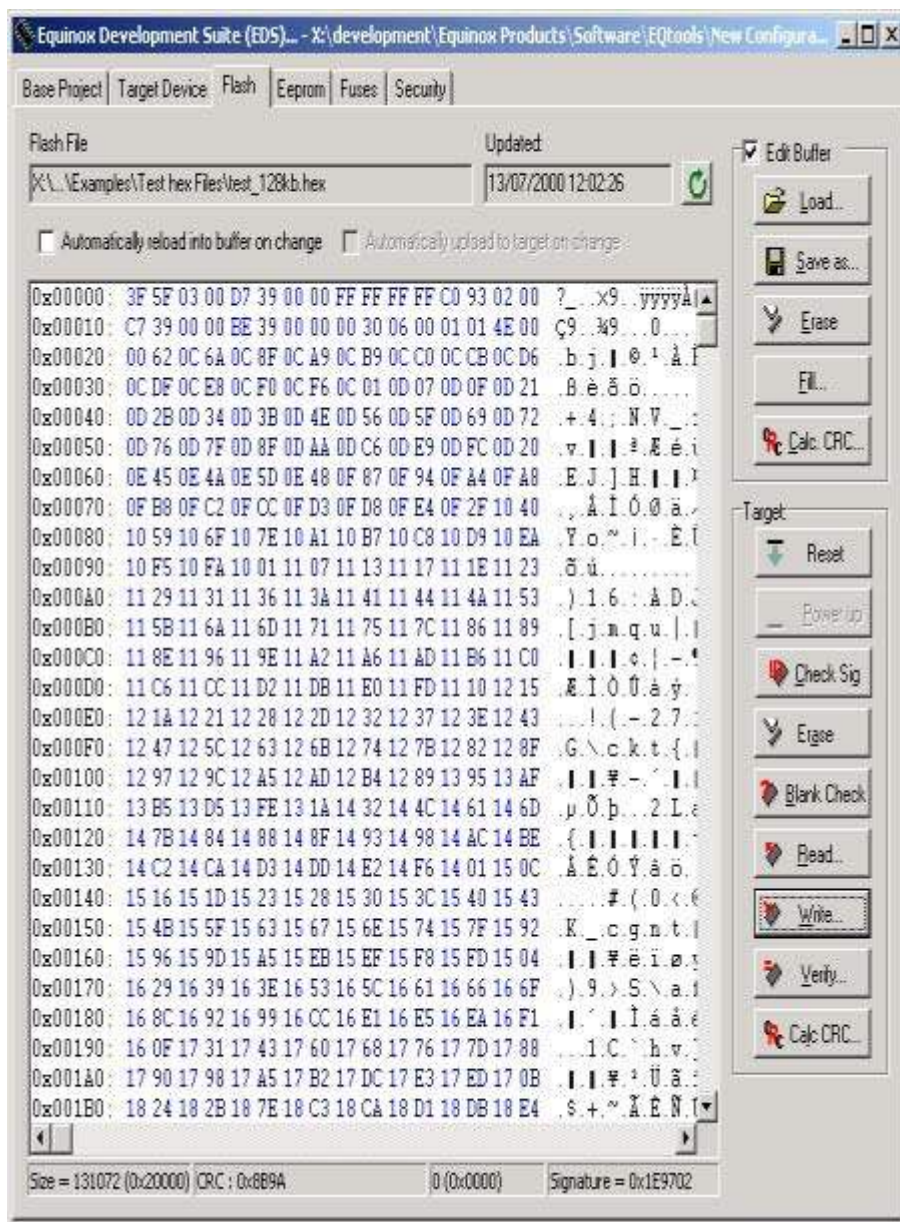 Equinox Development Suite (EDS)... - X:\development\Equinox Products\Software\EQtools\New Configura...
Base Project Target Device Flash Eeprom Fuses Security
Flash File Updated:
X:\...\Examples\Test hex Files\test_128kb.hex 13/07/2000 12:02:26
Automatically reload into buffer on change Automatically upload to target on change
0x00000: 3F 5F 03 00 D7 39 00 00 FF FF FF FF C0 93 02 00 ?_..×9..ÿÿÿÿÀ
0x00010: C7 39 00 00 BE 39 00 00 00 30 06 00 01 01 4E 00 Ç9..¾9...0...
0x00020: 00 62 0C 6A 0C 8F 0C A9 0C B9 0C C0 0C CB 0C D6
0x00030: 0C DF 0C E8 0C F0 0C F6 0C 01 0D 07 0D 0F 0D 21
0x00040: 0D 2B 0D 34 0D 3B 0D 4E 0D 56 0D 5F 0D 69 0D 72
0x00050: 0D 76 0D 7F 0D 8F 0D AA 0D C6 0D E9 0D FC 0D 20
0x00060: 0E 45 0E 4A 0E 5D 0E 48 0F 87 0F 94 0F A4 0F A8
0x00070: 0F B8 0F C2 0F CC 0F D3 0F D8 0F E4 0F 2F 10 40
0x00080: 10 59 10 6F 10 7E 10 A1 10 B7 10 C8 10 D9 10 EA
0x00090: 10 F5 10 FA 10 01 11 07 11 13 11 17 11 1E 11 23
0x000A0: 11 29 11 31 11 36 11 3A 11 41 11 44 11 4A 11 53
0x000B0: 11 5B 11 6A 11 6D 11 71 11 75 11 7C 11 86 11 89
0x000C0: 11 8E 11 96 11 9E 11 A2 11 A6 11 AD 11 B6 11 C0
0x000D0: 11 C6 11 CC 11 D2 11 DB 11 E0 11 FD 11 10 12 15
0x000E0: 12 1A 12 21 12 28 12 2D 12 32 12 37 12 3E 12 43
0x000F0: 12 47 12 5C 12 63 12 6B 12 74 12 7B 12 82 12 8F
0x00100: 12 97 12 9C 12 A5 12 AD 12 B4 12 89 13 95 13 AF
0x00110: 13 B5 13 D5 13 FE 13 1A 14 32 14 4C 14 61 14 6D
0x00120: 14 7B 14 84 14 88 14 8F 14 93 14 98 14 AC 14 BE
0x00130: 14 C2 14 CA 14 D3 14 DD 14 E2 14 F6 14 01 15 0C
0x00140: 15 16 15 1D 15 23 15 28 15 30 15 3C 15 40 15 43
0x00150: 15 4B 15 5F 15 63 15 67 15 6E 15 74 15 7F 15 92
0x00160: 15 96 15 9D 15 A5 15 EB 15 EF 15 F8 15 FD 15 04
0x00170: 16 29 16 39 16 3E 16 53 16 5C 16 61 16 66 16 6F
0x00180: 16 8C 16 92 16 99 16 CC 16 E1 16 E5 16 EA 16 F1
0x00190: 16 0F 17 31 17 43 17 60 17 68 17 76 17 7D 17 88
0x001A0: 17 90 17 98 17 A5 17 B2 17 DC 17 E3 17 ED 17 0B
0x001B0: 18 24 18 2B 18 7E 18 C3 18 CA 18 D1 18 DB 18 E4
Size = 131072 (0x20000) CRC : 0x8B9A 0 (0x0000) Signature = 0x1E9702
Edit Buffer
Load...
Save as...
Erase
Fill...
Calc. CRC...
Target
Reset
Power up
Check Sig
Erase
Blank Check
Read...
Write...
Verify...
Calc CRC...